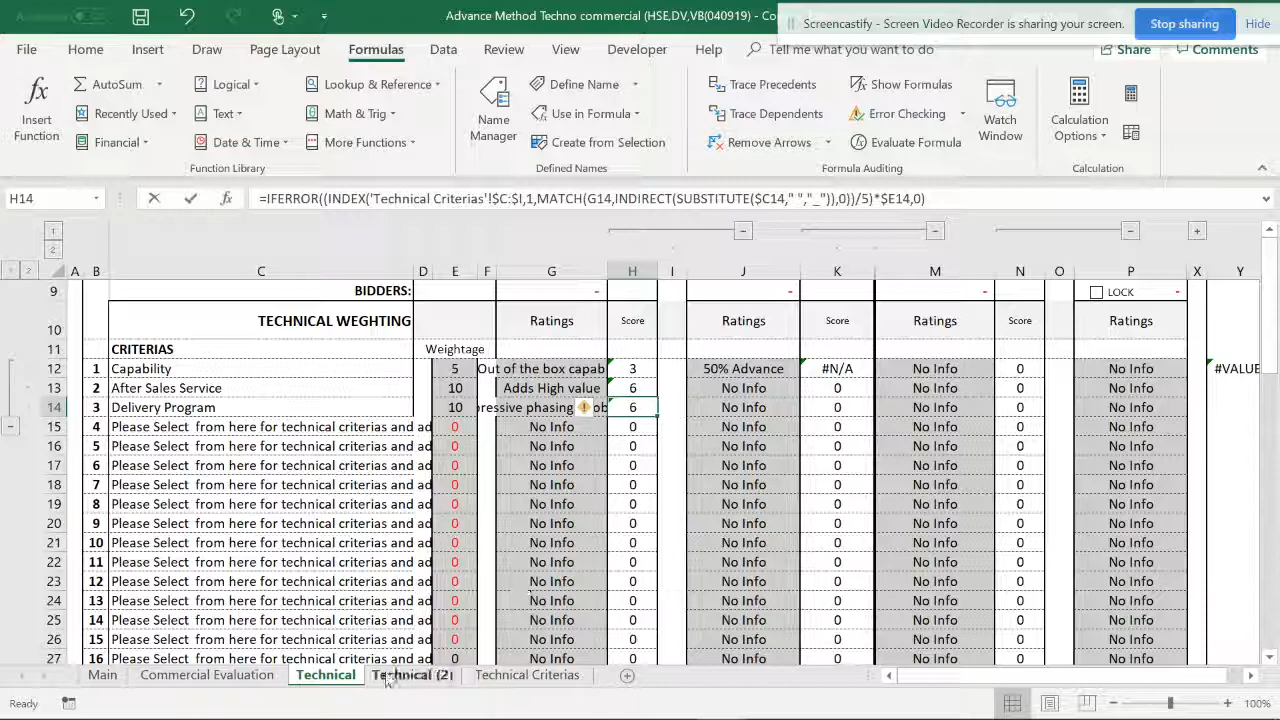 Advance Method Techno commercial (HSE,DV,VB(040919) - Co
Screencastify - Screen Video Recorder is sharing your screen. Stop sharing Hide
File Home Insert Draw Page Layout Formulas Data Review View Developer Help Tell me what you want to do Share Comments
AutoSum Logical Lookup & Reference Define Name Trace Precedents Show Formulas
Recently Used Text Math & Trig Use in Formula Trace Dependents Error Checking
Financial Date & Time More Functions Create from Selection Remove Arrows Evaluate Formula
Insert Function Name Manager Watch Window Calculation Options
Function Library Defined Names Formula Auditing Calculation
H14 fx =IFERROR((INDEX('Technical Criterias'!$C:$I,1,MATCH(G14,INDIRECT(SUBSTITUTE($C14," ","_")),0))/5)*$E14,0)
1
2
1 2 A B C D E F G H I J K L M N O P X Y
9 BIDDERS: - - - LOCK -
10 TECHNICAL WEGHTING Ratings Score Ratings Score Ratings Score Ratings
11 CRITERIAS Weightage
12 1 Capability 5 Out of the box capab 3 50% Advance #N/A No Info 0 No Info #VALUE
13 2 After Sales Service 10 Adds High value 6 No Info 0 No Info 0 No Info
14 3 Delivery Program 10 ressive phasing ob 6 No Info 0 No Info 0 No Info
15 4 Please Select from here for technical criterias and ad 0 No Info 0 No Info 0 No Info 0 No Info
16 5 Please Select from here for technical criterias and ad 0 No Info 0 No Info 0 No Info 0 No Info
17 6 Please Select from here for technical criterias and ad 0 No Info 0 No Info 0 No Info 0 No Info
18 7 Please Select from here for technical criterias and ad 0 No Info 0 No Info 0 No Info 0 No Info
19 8 Please Select from here for technical criterias and ad 0 No Info 0 No Info 0 No Info 0 No Info
20 9 Please Select from here for technical criterias and ad 0 No Info 0 No Info 0 No Info 0 No Info
21 10 Please Select from here for technical criterias and ad 0 No Info 0 No Info 0 No Info 0 No Info
22 11 Please Select from here for technical criterias and ad 0 No Info 0 No Info 0 No Info 0 No Info
23 12 Please Select from here for technical criterias and ad 0 No Info 0 No Info 0 No Info 0 No Info
24 13 Please Select from here for technical criterias and ad 0 No Info 0 No Info 0 No Info 0 No Info
25 14 Please Select from here for technical criterias and ad 0 No Info 0 No Info 0 No Info 0 No Info
26 15 Please Select from here for technical criterias and ad 0 No Info 0 No Info 0 No Info 0 No Info
27 16 Please Select from here for technical criterias and ad 0 No Info 0 No Info 0 No Info 0 No Info
Main Commercial Evaluation Technical Technical (2) Technical Criterias
Ready 100%